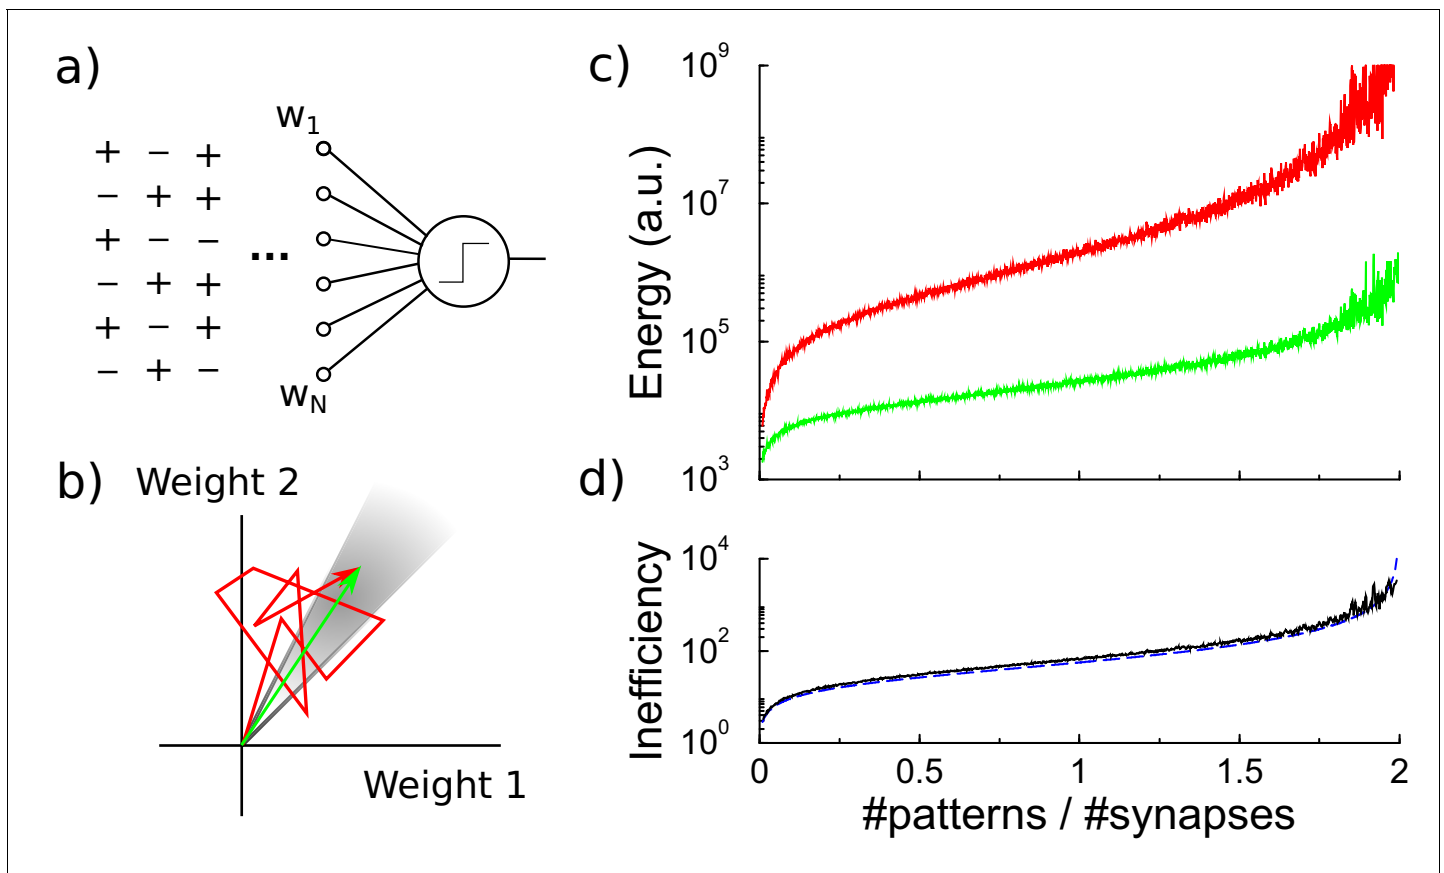 a)
w1
+ − +
− + +
+ − −
− + +
+ − +
− + −
...
wN
b)
Weight 2
Weight 1
c)
Energy (a.u.)
10^9
10^7
10^5
10^3
d)
Inefficiency
10^4
10^2
10^0
0 0.5 1 1.5 2
#patterns / #synapses